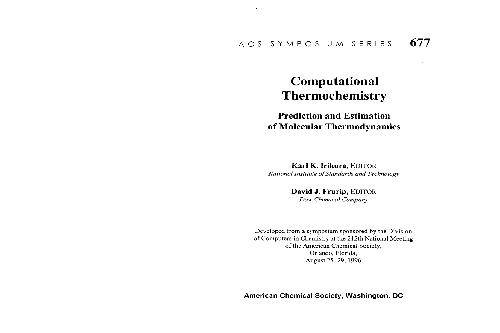 ACS SYMPOSIUM SERIES 677
Computational
Thermochemistry
Prediction and Estimation
of Molecular Thermodynamics
Karl K. Irikura, EDITOR
National Institute of Standards and Technology
David J. Frurip, EDITOR
Dow Chemical Company
Developed from a symposium sponsored by the Division
of Computers in Chemistry at the 212th National Meeting
of the American Chemical Society,
Orlando, Florida,
August 25–29, 1996
American Chemical Society, Washington, DC